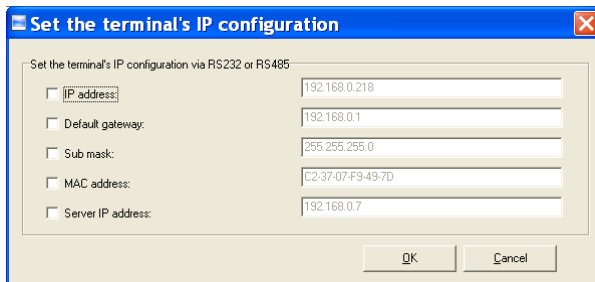 Set the terminal's IP configuration
Set the terminal's IP configuration via RS232 or RS485
IP address: 192.168.0.218
Default gateway: 192.168.0.1
Sub mask: 255.255.255.0
MAC address: C2-37-07-F9-49-7D
Server IP address: 192.168.0.7
OK Cancel